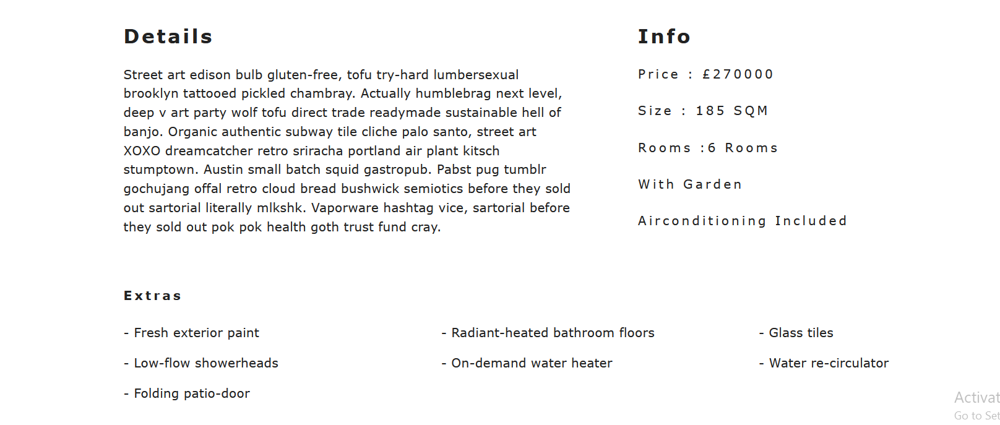 Details
Street art edison bulb gluten-free, tofu try-hard lumbersexual
brooklyn tattooed pickled chambray. Actually humblebrag next level,
deep v art party wolf tofu direct trade readymade sustainable hell of
banjo. Organic authentic subway tile cliche palo santo, street art
XOXO dreamcatcher retro sriracha portland air plant kitsch
stumptown. Austin small batch squid gastropub. Pabst pug tumblr
gochujang offal retro cloud bread bushwick semiotics before they sold
out sartorial literally mlkshk. Vaporware hashtag vice, sartorial before
they sold out pok pok health goth trust fund cray.
Info
Price : £270000
Size : 185 SQM
Rooms :6 Rooms
With Garden
Airconditioning Included
Extras
- Fresh exterior paint
- Radiant-heated bathroom floors
- Glass tiles
- Low-flow showerheads
- On-demand water heater
- Water re-circulator
- Folding patio-door
Activat
Go to Set